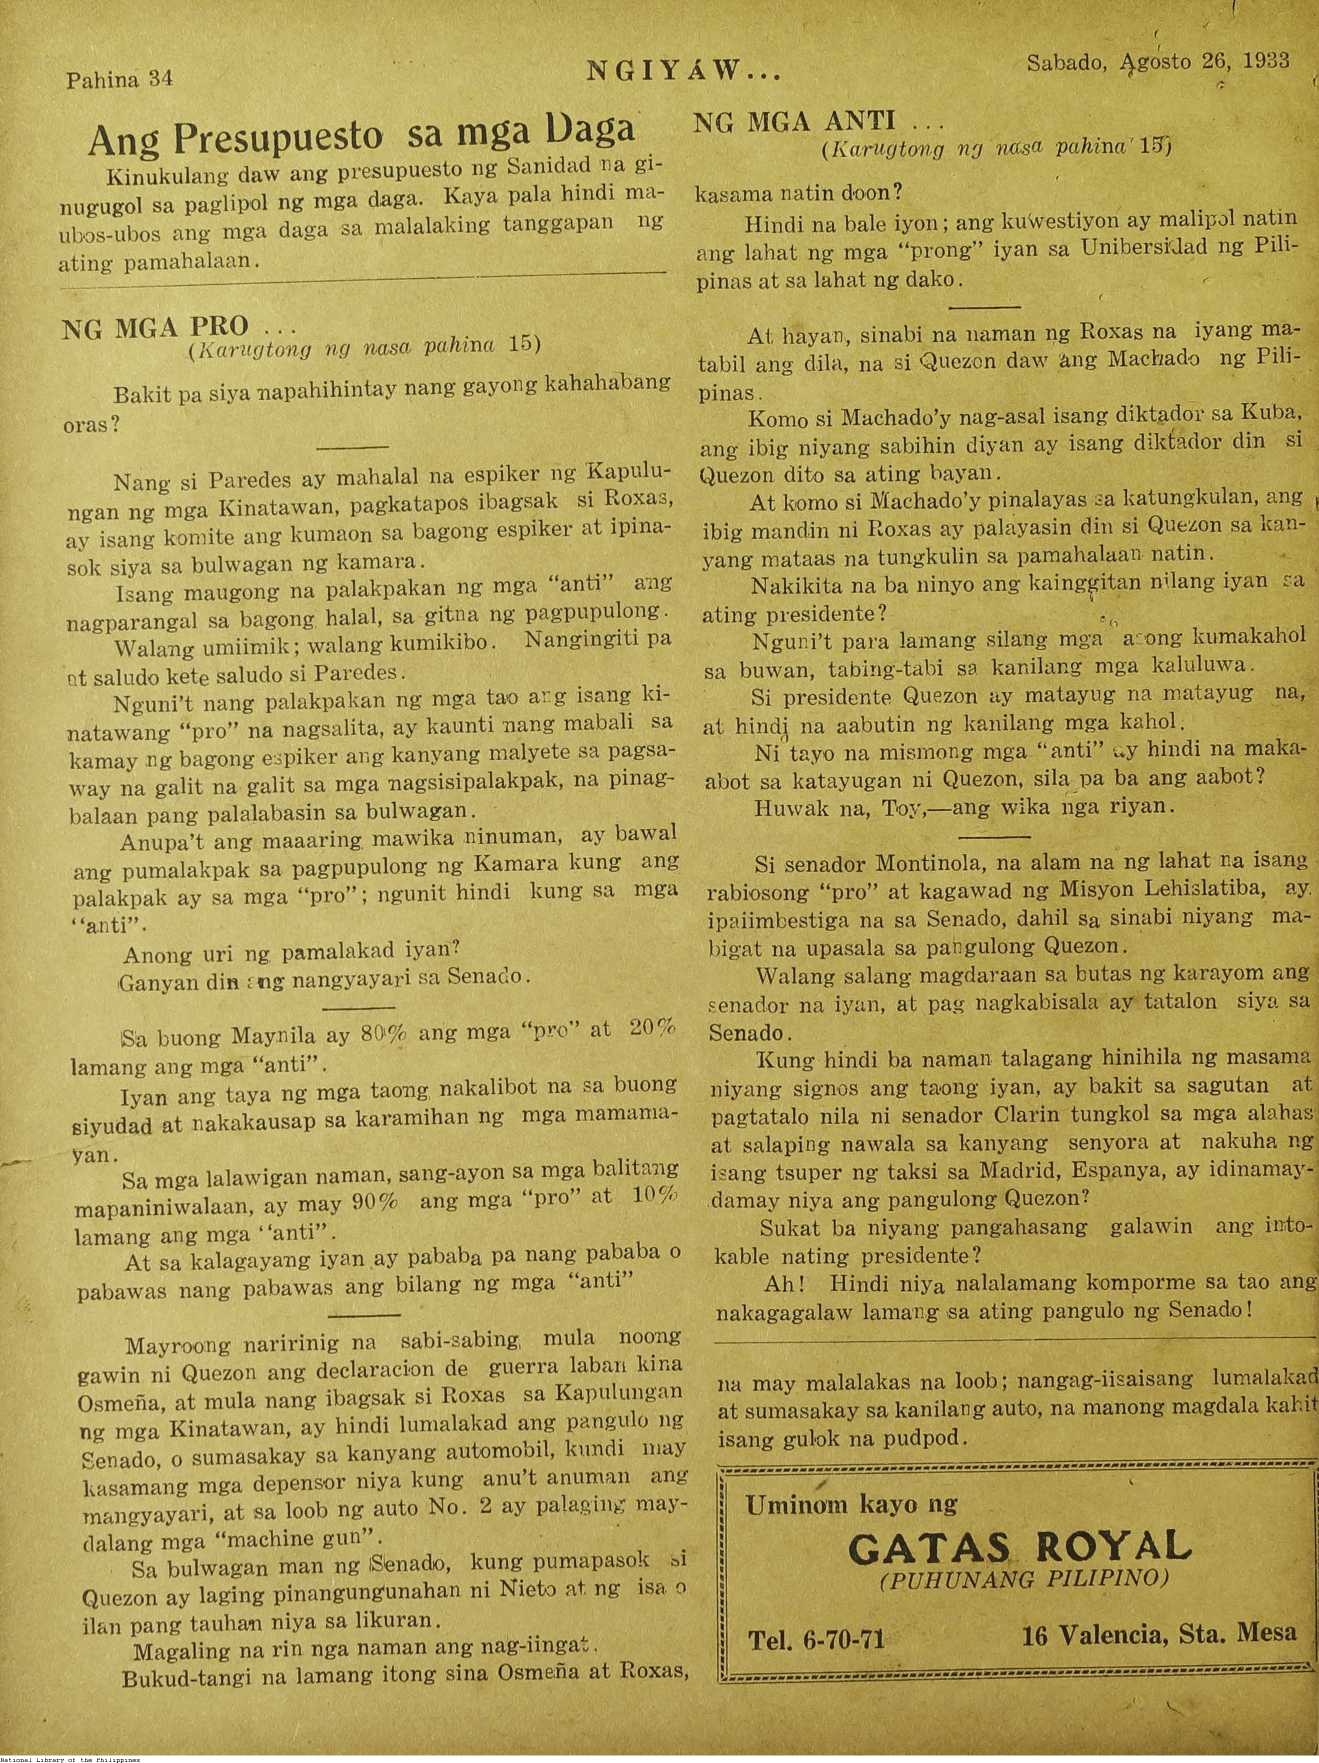 Pahina 34
NGIYAW...
Sabado, Agosto 26, 1933
Ang Presupuesto sa mga Daga
Kinukulang daw ang presupuesto ng Sanidad na gi-
nugugol sa paglipol ng mga daga. Kaya pala hindi ma-
ubos-ubos ang mga daga sa malalaking tanggapan ng
ating pamahalaan.
NG MGA PRO ...
(Karugtong ng nasa pahina 15)
Bakit pa siya napahihintay nang gayong kahahabang
oras?
Nang si Paredes ay mahalal na espiker ng Kapulu-
ngan ng mga Kinatawan, pagkatapos ibagsak si Roxas,
ay isang komite ang kumaon sa bagong espiker at ipina-
sok siya sa bulwagan ng kamara.
Isang maugong na palakpakan ng mga "anti" ang
nagparangal sa bagong halal, sa gitna ng pagpupulong.
Walang umiimik; walang kumikibo. Nangingiti pa
at saludo kete saludo si Paredes.
Nguni't nang palakpakan ng mga tao ang isang ki-
natawang "pro" na nagsalita, ay kaunti nang mabali sa
kamay ng bagong espiker ang kanyang malyete sa pagsa-
way na galit na galit sa mga nagsisipalakpak, na pinag-
balaan pang palalabasin sa bulwagan.
Anupa't ang maaaring mawika ninuman, ay bawal
ang pumalakpak sa pagpupulong ng Kamara kung ang
palakpak ay sa mga "pro"; ngunit hindi kung sa mga
"anti".
Anong uri ng pamalakad iyan?
Ganyan din ang nangyayari sa Senado.
Sa buong Maynila ay 80% ang mga "pro" at 20%
lamang ang mga "anti".
Iyan ang taya ng mga taong nakalibot na sa buong
siyudad at nakakausap sa karamihan ng mga mamama-
yan.
Sa mga lalawigan naman, sang-ayon sa mga balitang
mapaniniwalaan, ay may 90% ang mga "pro" at 10%
lamang ang mga "anti".
At sa kalagayang iyan ay pababa pa nang pababa o
pabawas nang pabawas ang bilang ng mga "anti"
Mayroong naririnig na sabi-sabing mula noong
gawin ni Quezon ang declaracion de guerra laban kina
Osmeña, at mula nang ibagsak si Roxas sa Kapulungan
ng mga Kinatawan, ay hindi lumalakad ang pangulo ng
Senado, o sumasakay sa kanyang automobil, kundi may
kasamang mga depensor niya kung anu't anuman ang
mangyayari, at sa loob ng auto No. 2 ay palaging may-
dalang mga "machine gun".
Sa bulwagan man ng Senado, kung pumapasok si
Quezon ay laging pinangungunahan ni Nieto at ng isa o
ilan pang tauhan niya sa likuran.
Magaling na rin nga naman ang nag-iingat.
Bukud-tangi na lamang itong sina Osmeña at Roxas,
NG MGA ANTI ...
(Karugtong ng nasa pahina 15)
kasama natin doon?
Hindi na bale iyon; ang kuwestiyon ay malipol natin
ang lahat ng mga "prong" iyan sa Unibersidad ng Pili-
pinas at sa lahat ng dako.
At hayan, sinabi na naman ng Roxas na iyang ma-
tabil ang dila, na si Quezon daw ang Machado ng Pili-
pinas.
Komo si Machado'y nag-asal isang diktador sa Kuba,
ang ibig niyang sabihin diyan ay isang diktador din si
Quezon dito sa ating bayan.
At komo si Machado'y pinalayas sa katungkulan, ang
ibig mandin ni Roxas ay palayasin din si Quezon sa kan-
yang mataas na tungkulin sa pamahalaan natin.
Nakikita na ba ninyo ang kainggitan nilang iyan sa
ating presidente?
Nguni't para lamang silang mga asong kumakahol
sa buwan, tabing-tabi sa kanilang mga kaluluwa.
Si presidente Quezon ay matayug na matayug na,
at hindi na aabutin ng kanilang mga kahol.
Ni tayo na mismong mga "anti" ay hindi na maka-
abot sa katayugan ni Quezon, sila pa ba ang aabot?
Huwak na, Toy,—ang wika nga riyan.
Si senador Montinola, na alam na ng lahat na isang
rabiosong "pro" at kagawad ng Misyon Lehislatiba, ay
ipaiimbestiga na sa Senado, dahil sa sinabi niyang ma-
bigat na upasala sa pangulong Quezon.
Walang salang magdaraan sa butas ng karayom ang
senador na iyan, at pag nagkabisala ay tatalon siya sa
Senado.
Kung hindi ba naman talagang hinihila ng masama
niyang signos ang taong iyan, ay bakit sa sagutan at
pagtatalo nila ni senador Clarin tungkol sa mga alahas
at salaping nawala sa kanyang senyora at nakuha ng
isang tsuper ng taksi sa Madrid, Espanya, ay idinamay-
damay niya ang pangulong Quezon?
Sukat ba niyang pangahasang galawin ang into-
kable nating presidente?
Ah! Hindi niya nalalamang komporme sa tao ang
nakagagalaw lamang sa ating pangulo ng Senado!
na may malalakas na loob; nangag-iisaisang lumalakad
at sumasakay sa kanilang auto, na manong magdala kahit
isang gulok na pudpod.
Uminom kayo ng
GATAS ROYAL
(PUHUNANG PILIPINO)
Tel. 6-70-71
16 Valencia, Sta. Mesa
National Library of the Philippines